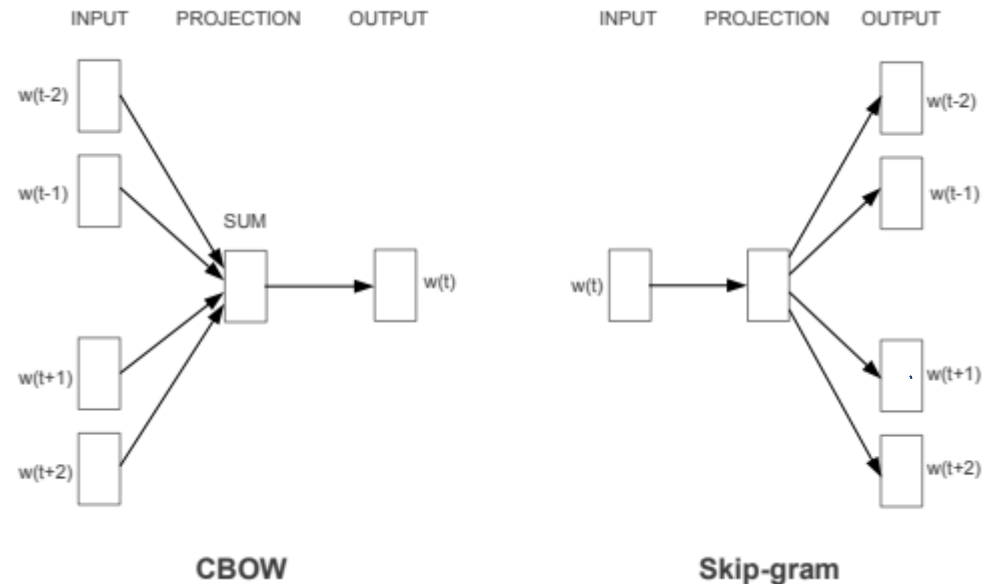 INPUT PROJECTION OUTPUT
w(t-2)
w(t-1)
SUM
w(t)
w(t+1)
w(t+2)
CBOW
INPUT PROJECTION OUTPUT
w(t-2)
w(t-1)
w(t)
w(t+1)
w(t+2)
Skip-gram